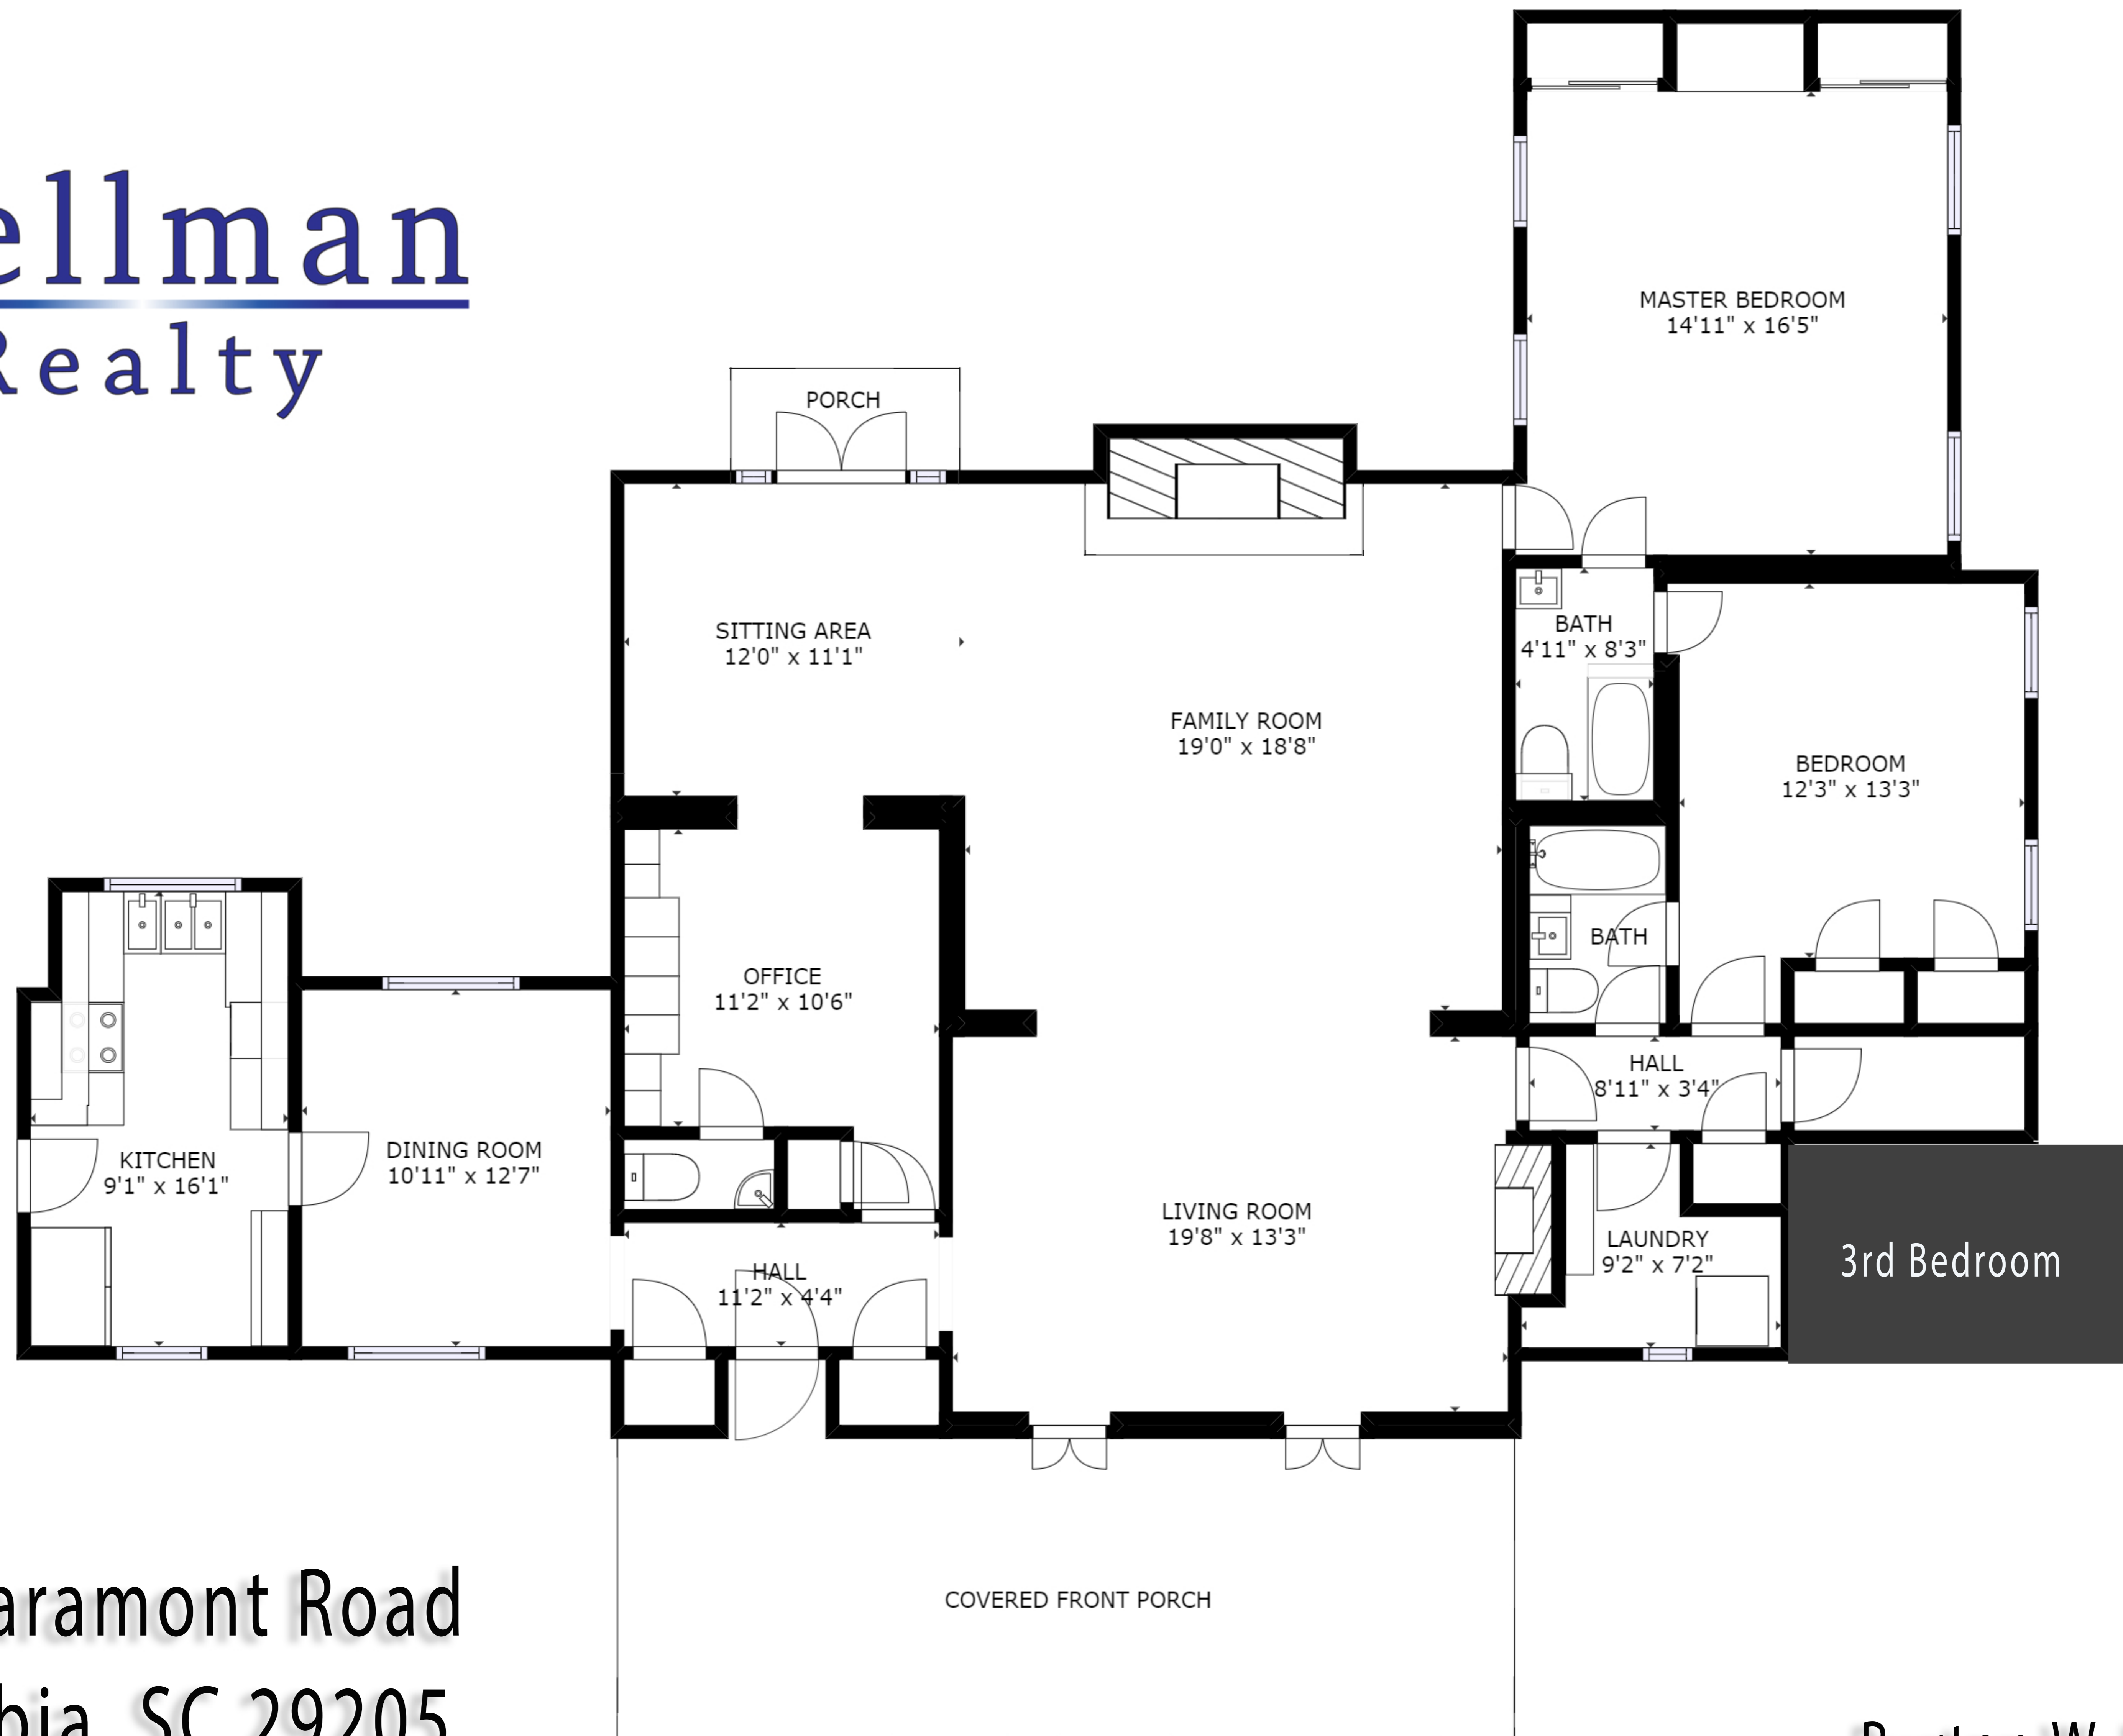 ellman
Realty
MASTER BEDROOM
14'11" x 16'5"
PORCH
SITTING AREA
12'0" x 11'1"
BATH
4'11" x 8'3"
FAMILY ROOM
19'0" x 18'8"
BEDROOM
12'3" x 13'3"
BATH
OFFICE
11'2" x 10'6"
HALL
8'11" x 3'4"
KITCHEN
9'1" x 16'1"
DINING ROOM
10'11" x 12'7"
LIVING ROOM
19'8" x 13'3"
LAUNDRY
9'2" x 7'2"
3rd Bedroom
HALL
11'2" x 4'4"
COVERED FRONT PORCH
aramont Road
bia, SC 29205